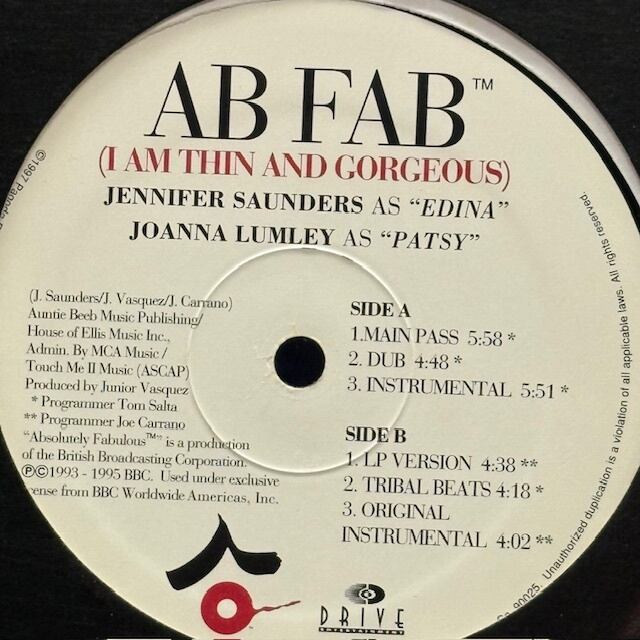 AB FAB™
(I AM THIN AND GORGEOUS)
JENNIFER SAUNDERS AS "EDINA"
JOANNA LUMLEY AS "PATSY"
(J. Saunders/J. Vasquez/J. Carrano)
Auntie Beeb Music Publishing/
House of Ellis Music Inc.,
Admin. By MCA Music /
Touch Me II Music (ASCAP)
Produced by Junior Vasquez
* Programmer Tom Salta
** Programmer Joe Carrano
"Absolutely Fabulous™" is a production
of the British Broadcasting Corporation.
℗©1993 - 1995 BBC. Used under exclusive
cense from BBC Worldwide Americas, Inc.
SIDE A
1.MAIN PASS 5:58 *
2. DUB 4:48 *
3. INSTRUMENTAL 5:51 *
SIDE B
1. LP VERSION 4:38 **
2. TRIBAL BEATS 4:18 *
3. ORIGINAL
INSTRUMENTAL 4:02 **
DRIVE
ENTERTAINMENT
©1997
90025. Unauthorized duplication is a violation of all applicable laws. All rights reserved.